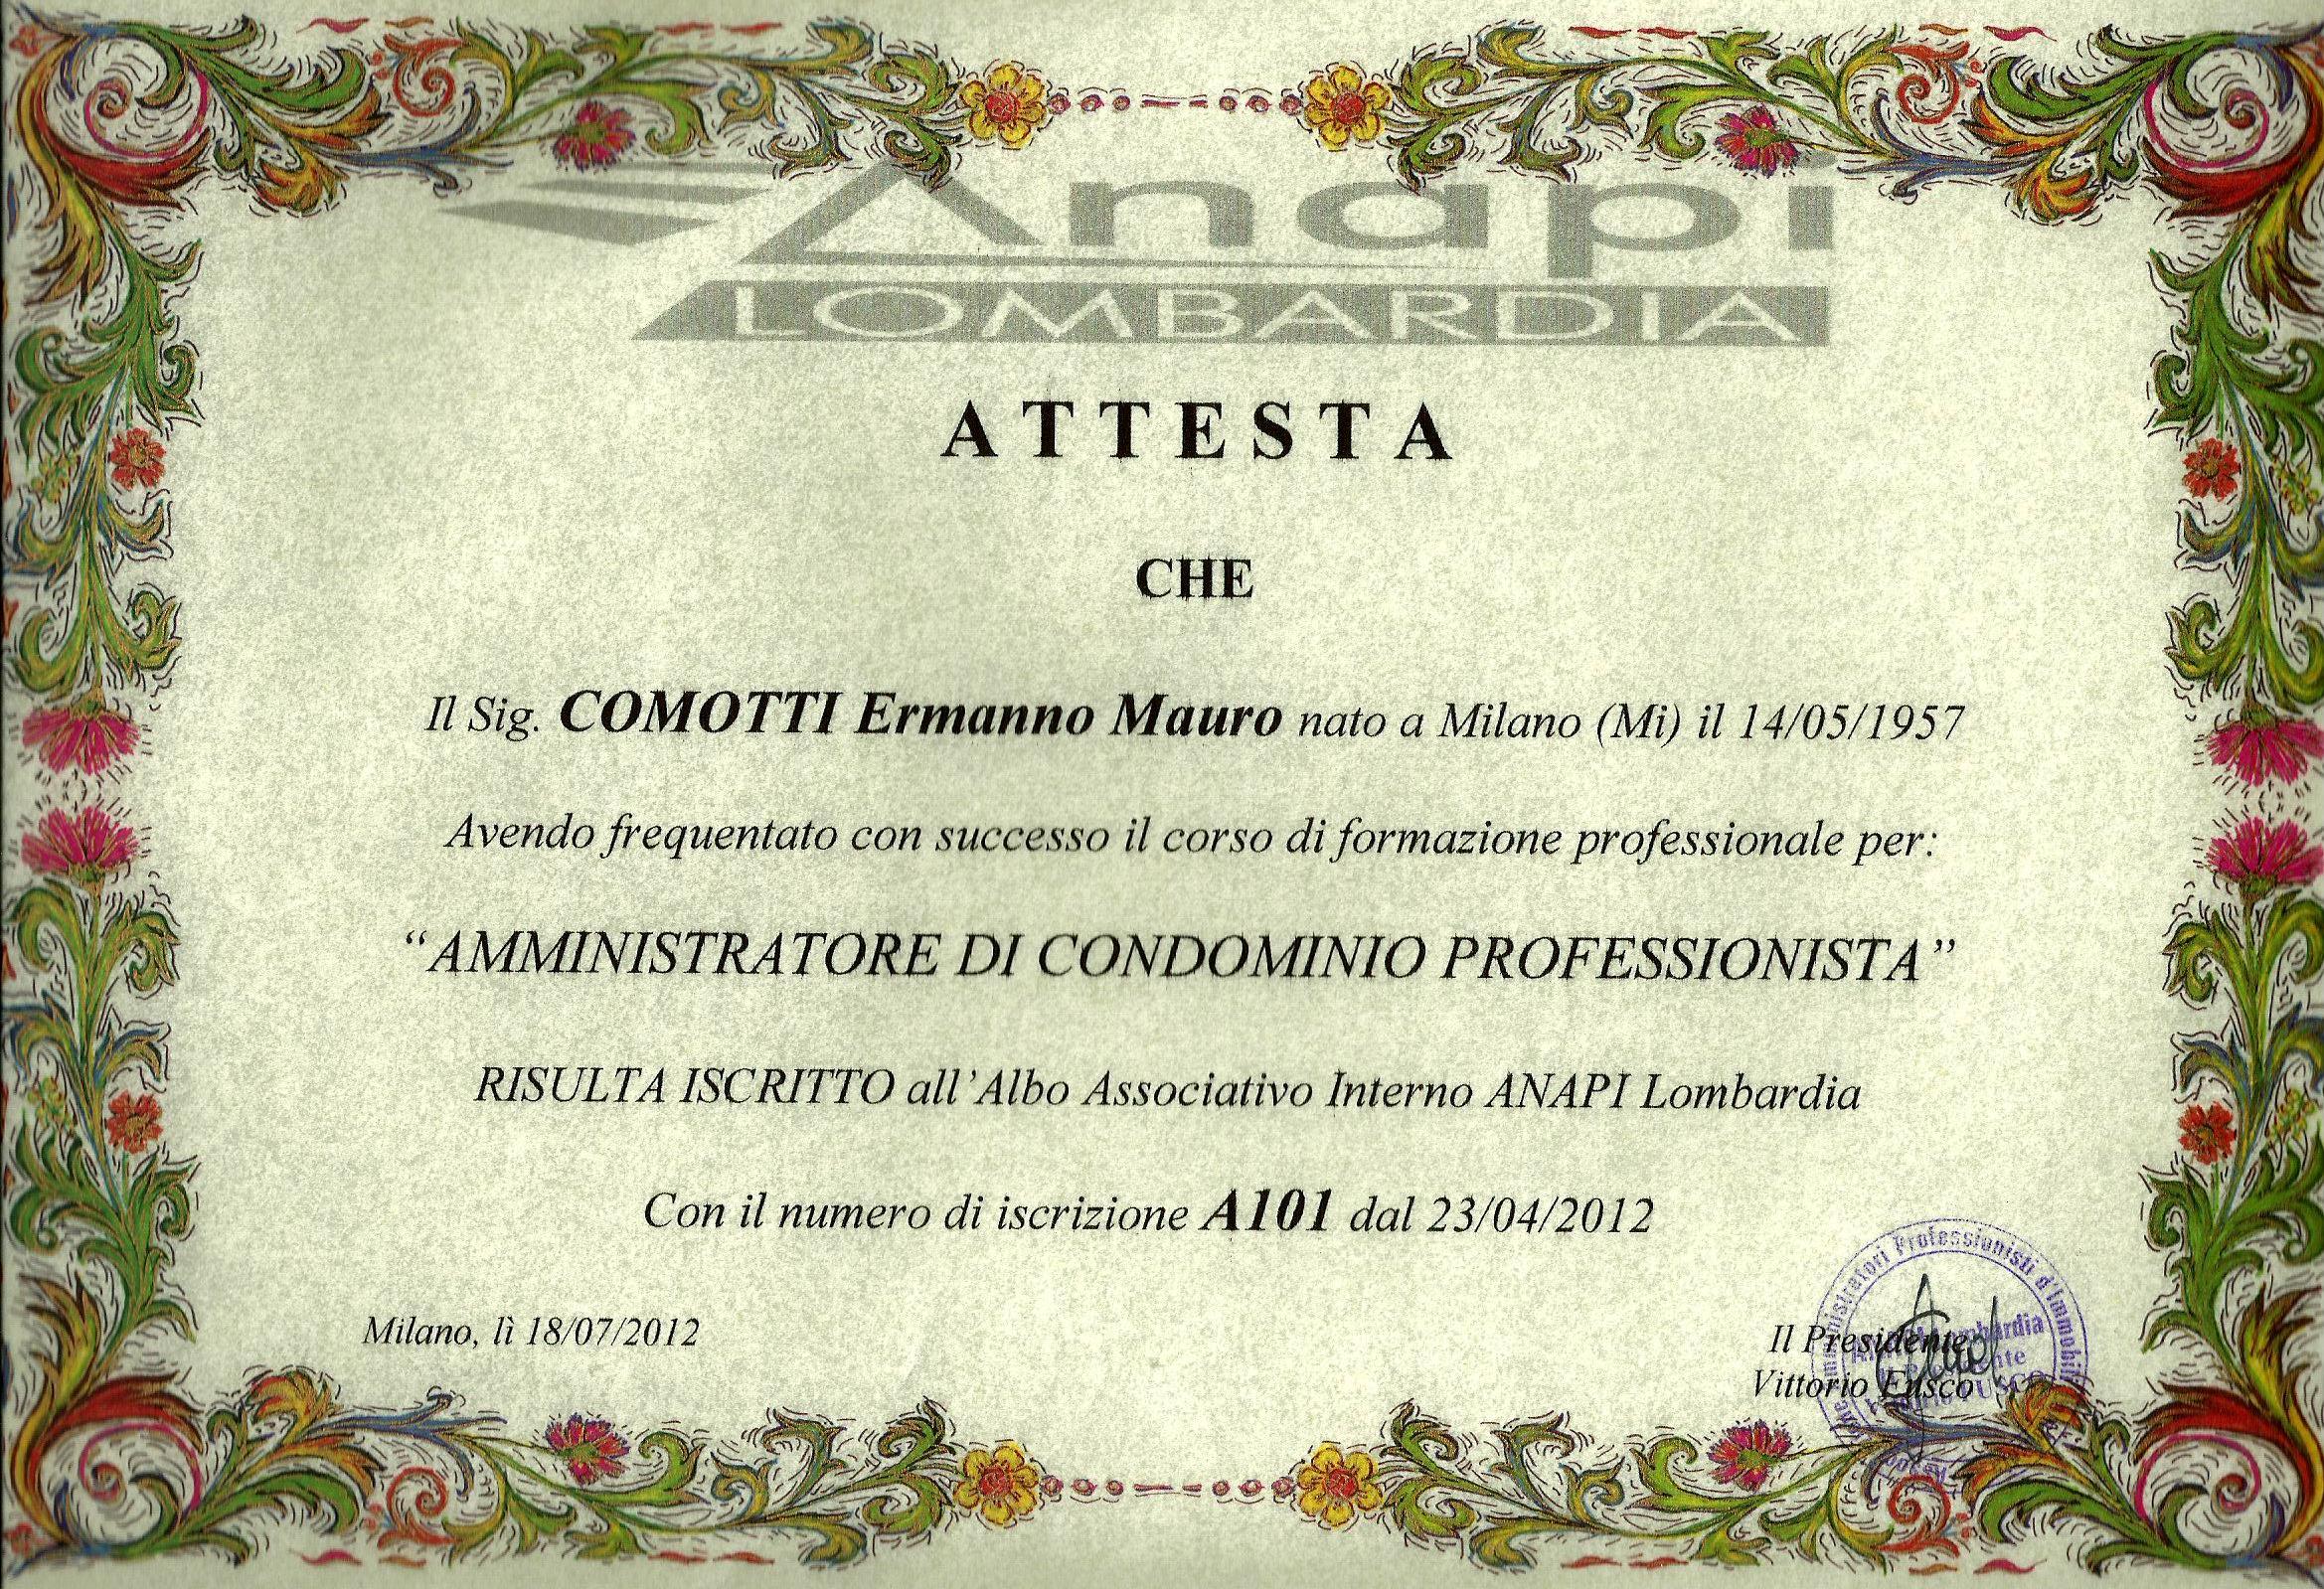 Anapi
LOMBARDIA
ATTESTA
CHE
Il Sig. COMOTTI Ermanno Mauro nato a Milano (Mi) il 14/05/1957
Avendo frequentato con successo il corso di formazione professionale per:
“AMMINISTRATORE DI CONDOMINIO PROFESSIONISTA”
RISULTA ISCRITTO all’Albo Associativo Interno ANAPI Lombardia
Con il numero di iscrizione A101 dal 23/04/2012
Milano, lì 18/07/2012
Il Presidente
Vittorio Fusco
Professionisti